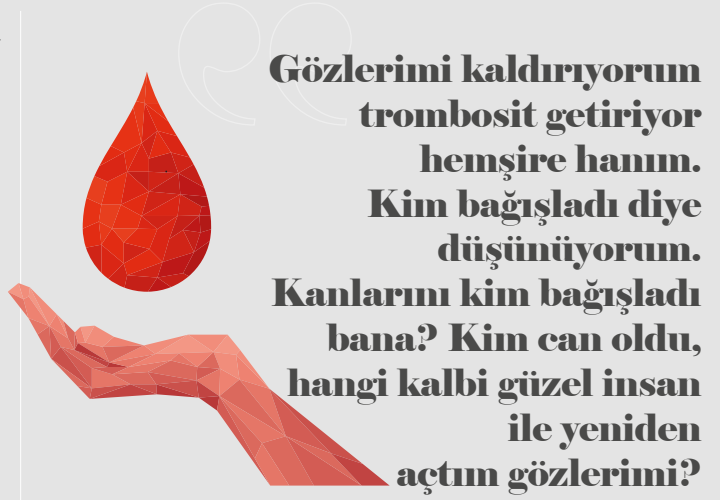 Gözlerimi kaldırıyorum
trombosit getiriyor
hemşire hanım.
Kim bağışladı diye
düşünüyorum.
Kanlarını kim bağışladı
bana? Kim can oldu,
hangi kalbi güzel insan
ile yeniden
açtım gözlerimi?